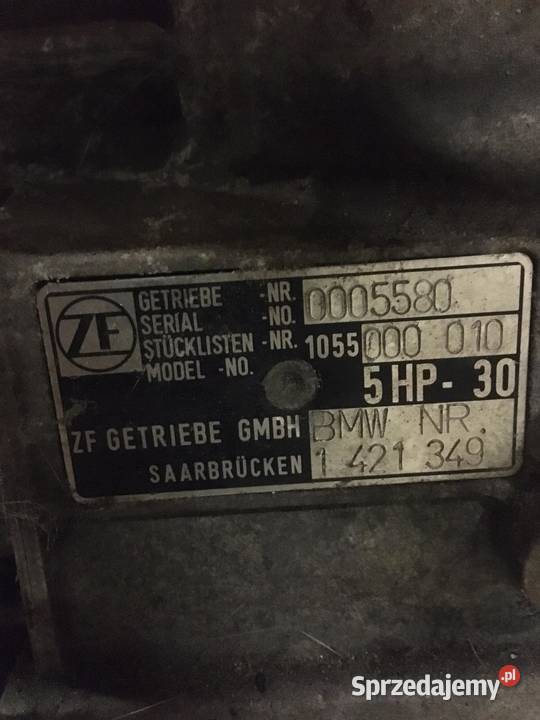 ZF
GETRIEBE -NR. 0005580
SERIAL -NO.
STÜCKLISTEN -NR. 1055 000 010
MODEL -NO.
5 HP - 30
ZF GETRIEBE GMBH BMW NR.
SAARBRÜCKEN 1 421 349
Sprzedajemy.pl